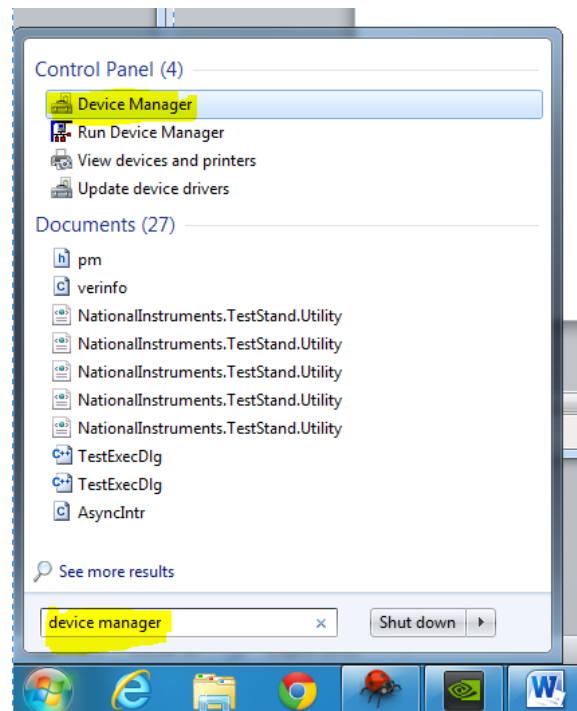 Control Panel (4)
Device Manager
Run Device Manager
View devices and printers
Update device drivers
Documents (27)
h pm
c verinfo
NationalInstruments.TestStand.Utility
NationalInstruments.TestStand.Utility
NationalInstruments.TestStand.Utility
NationalInstruments.TestStand.Utility
NationalInstruments.TestStand.Utility
C++ TestExecDlg
C++ TestExecDlg
c AsyncIntr
See more results
device manager × Shut down
W